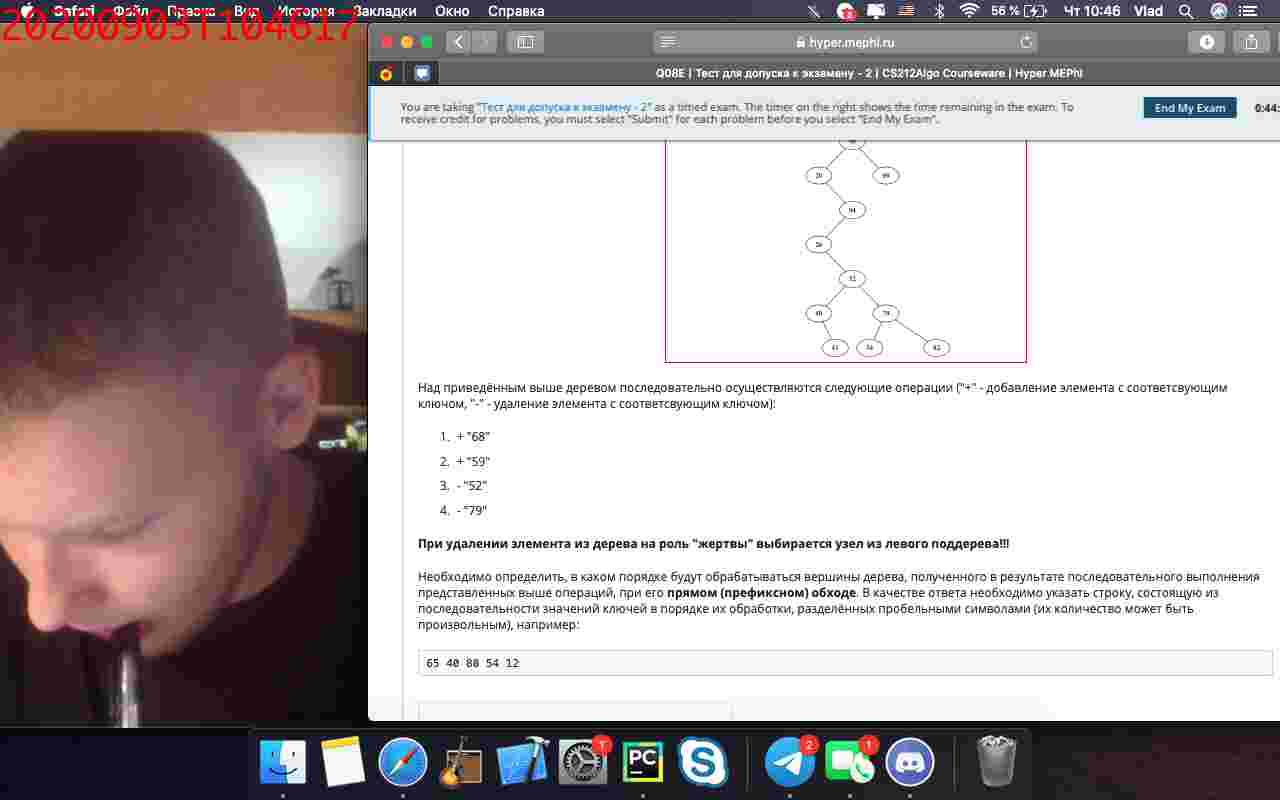 Safari Файл Правка Вид История Закладки Окно Справка 56 % Чт 10:46 Vlad
20200903T104617
hyper.mephi.ru
Q08E | Тест для допуска к экзамену - 2 | CS212Algo Courseware | Hyper.MEPhI
You are taking "Тест для допуска к экзамену - 2" as a timed exam. The timer on the right shows the time remaining in the exam. To
receive credit for problems, you must select "Submit" for each problem before you select "End My Exam".
End My Exam
0:44:
20
94
26
79
82
Над приведённым выше деревом последовательно осуществляются следующие операции ("+" - добавление элемента с соответсвующим
ключом, "-" - удаление элемента с соответсвующим ключом):
1. + "68"
2. + "59"
3. - "52"
4. - "79"
При удалении элемента из дерева на роль "жертвы" выбирается узел из левого поддерева!!!
Необходимо определить, в каком порядке будут обрабатываться вершины дерева, полученного в результате последовательного выполнения
представленных выше операций, при его прямом (префиксном) обходе. В качестве ответа необходимо указать строку, состоящую из
последовательности значений ключей в порядке их обработки, разделённых пробельными символами (их количество может быть
произвольным), например:
65 40 80 54 12
PC
2
1